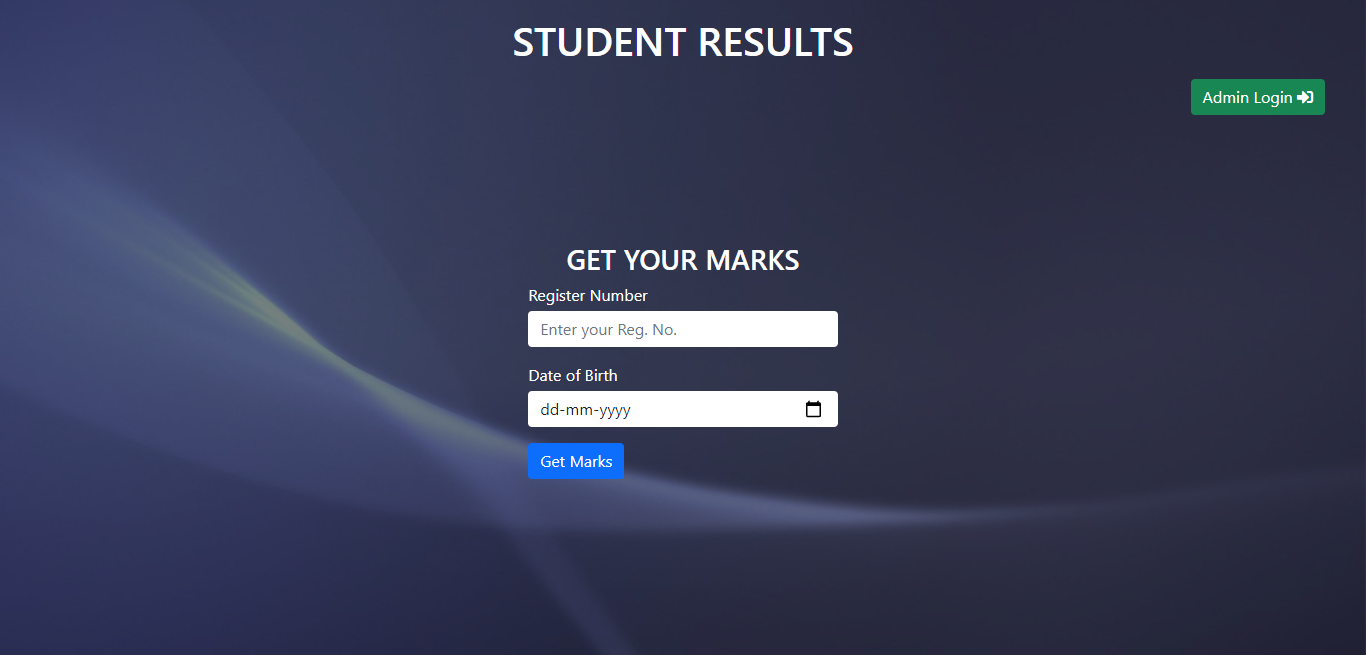 STUDENT RESULTS
Admin Login
GET YOUR MARKS
Register Number
Enter your Reg. No.
Date of Birth
dd-mm-yyyy
Get Marks